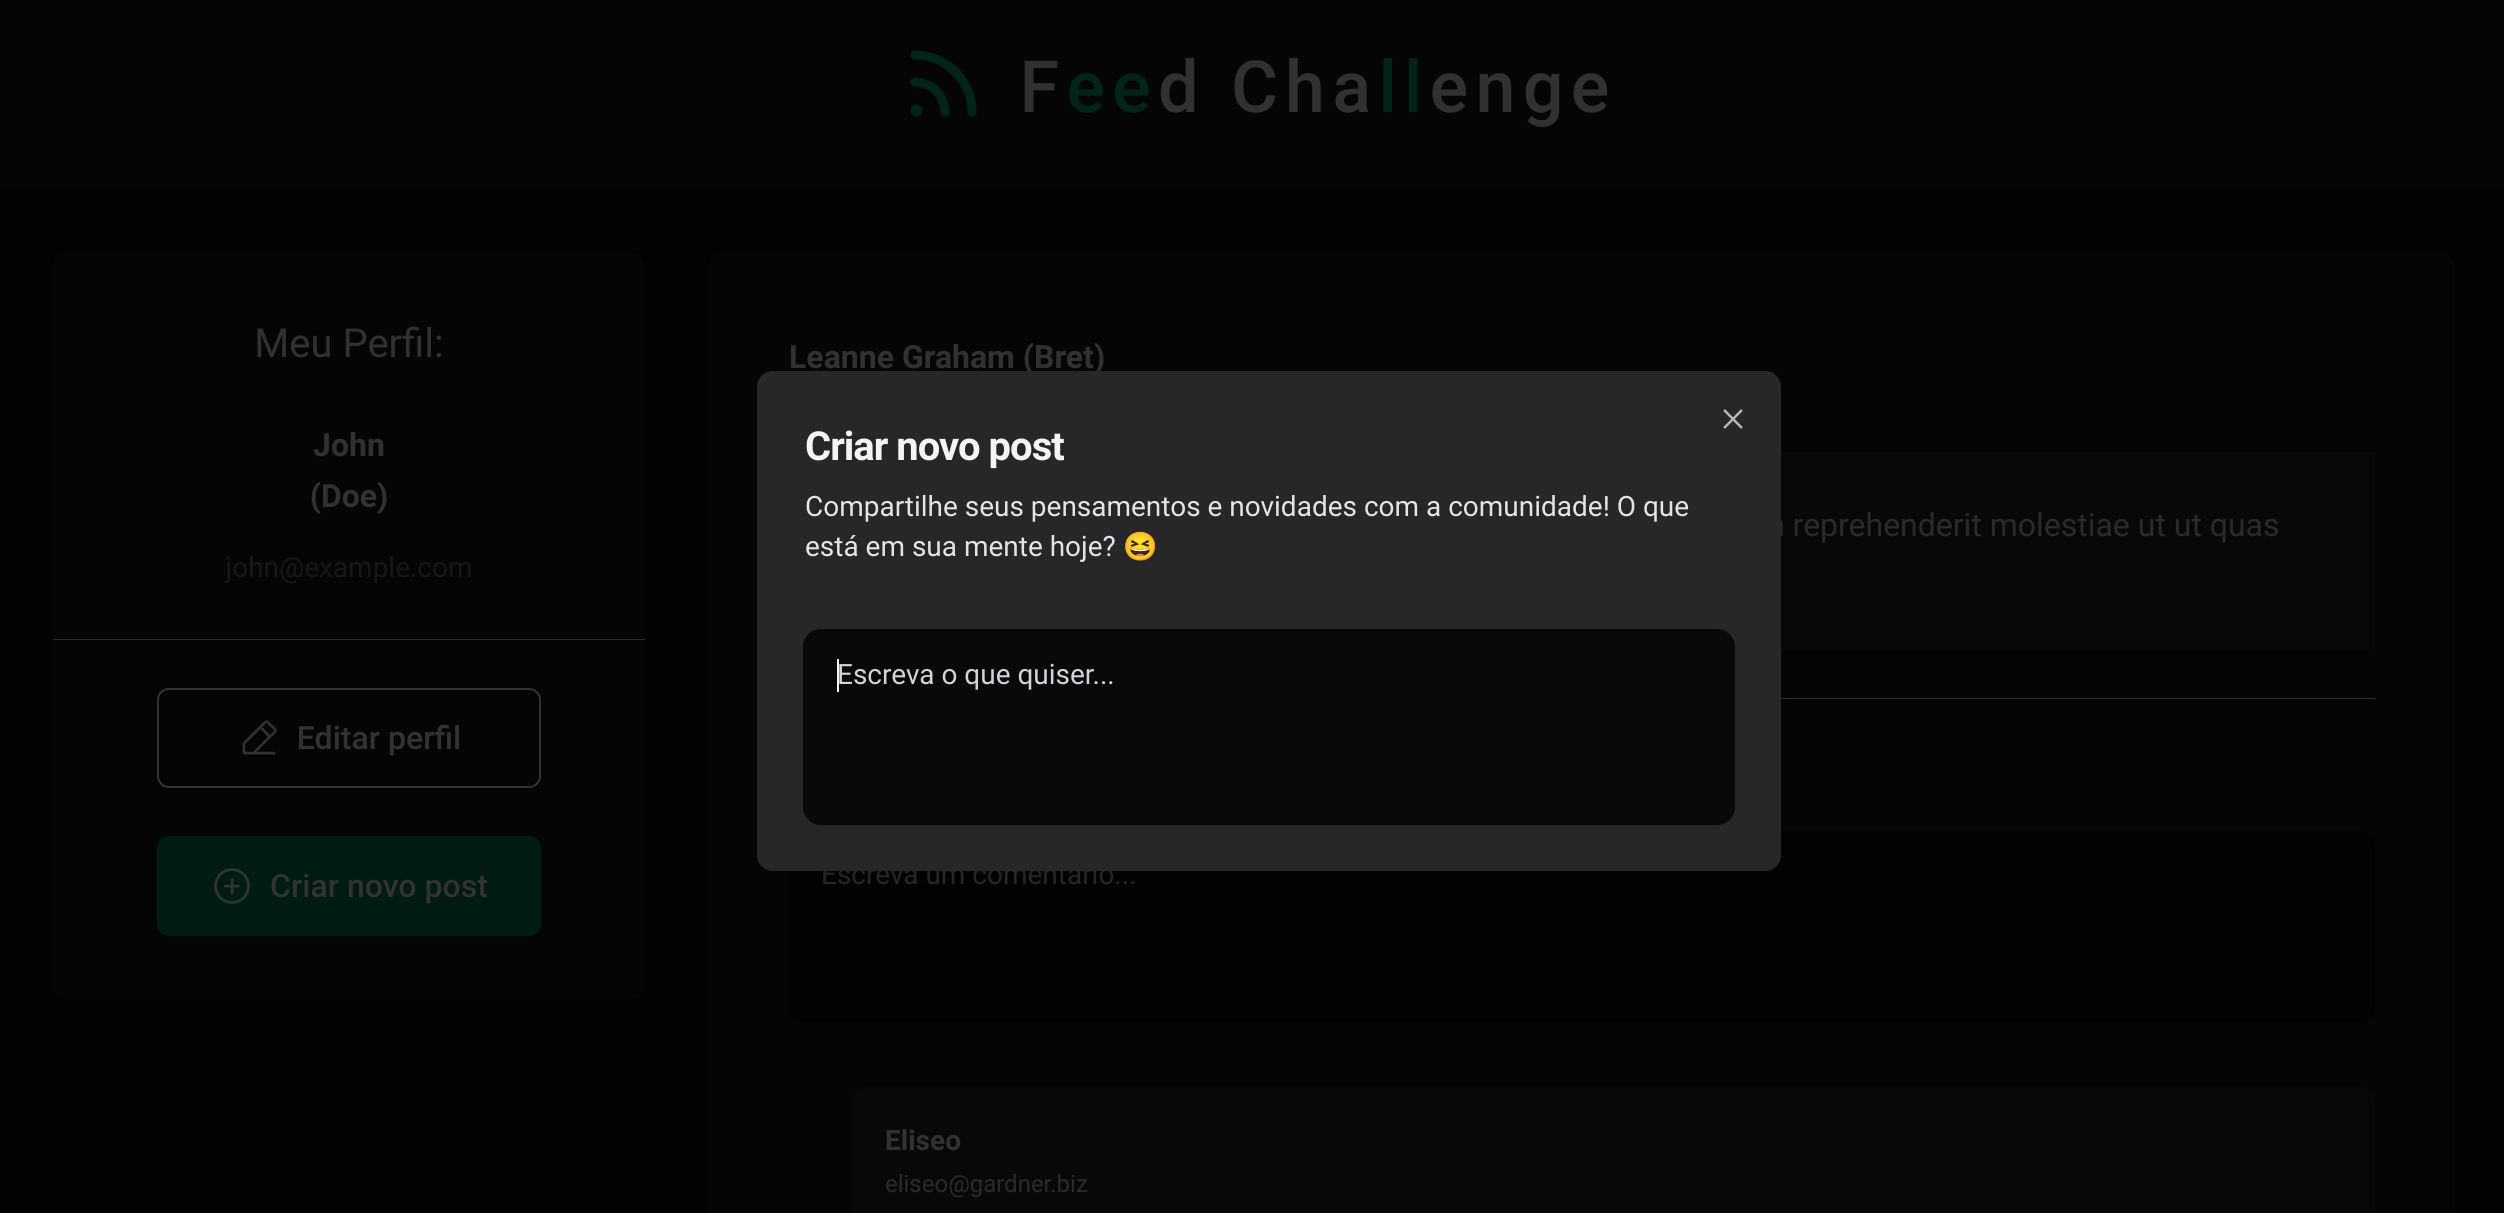 Feed Challenge
Meu Perfil:
John
(Doe)
john@example.com
Editar perfil
Criar novo post
Leanne Graham (Bret)
reprehenderit molestiae ut ut quas
Criar novo post
Compartilhe seus pensamentos e novidades com a comunidade! O que
está em sua mente hoje? 😆
Escreva o que quiser...
Escreva um comentário...
Eliseo
eliseo@gardner.biz